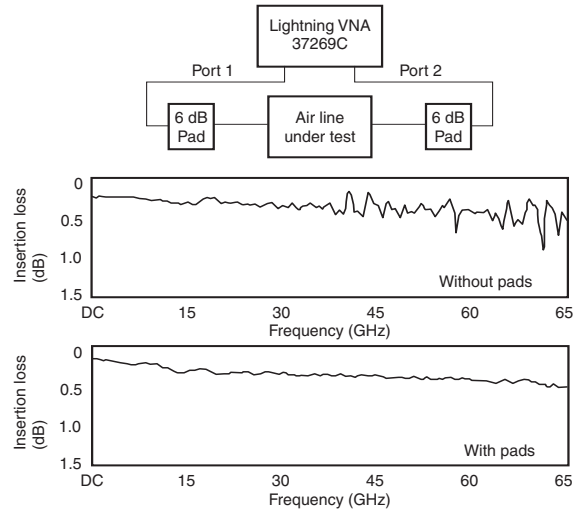 Lightning VNA
37269C
Port 1
Port 2
6 dB
Pad
Air line
under test
6 dB
Pad
Insertion loss
(dB)
0
0.5
1.0
1.5
Without pads
DC
15
30
45
60
65
Frequency (GHz)
Insertion loss
(dB)
0
0.5
1.0
1.5
With pads
DC
15
30
45
60
65
Frequency (GHz)